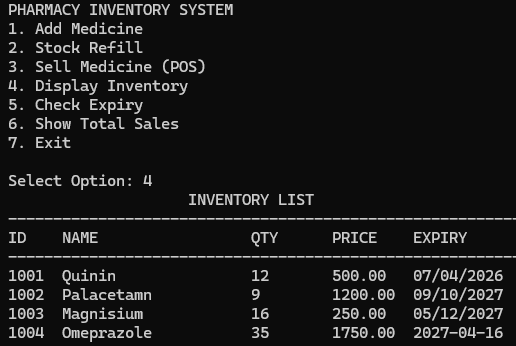 PHARMACY INVENTORY SYSTEM
1. Add Medicine
2. Stock Refill
3. Sell Medicine (POS)
4. Display Inventory
5. Check Expiry
6. Show Total Sales
7. Exit
Select Option: 4
INVENTORY LIST
ID NAME QTY PRICE EXPIRY
1001 Quinin 12 500.00 07/04/2026
1002 Palacetamn 9 1200.00 09/10/2027
1003 Magnisium 16 250.00 05/12/2027
1004 Omeprazole 35 1750.00 2027-04-16